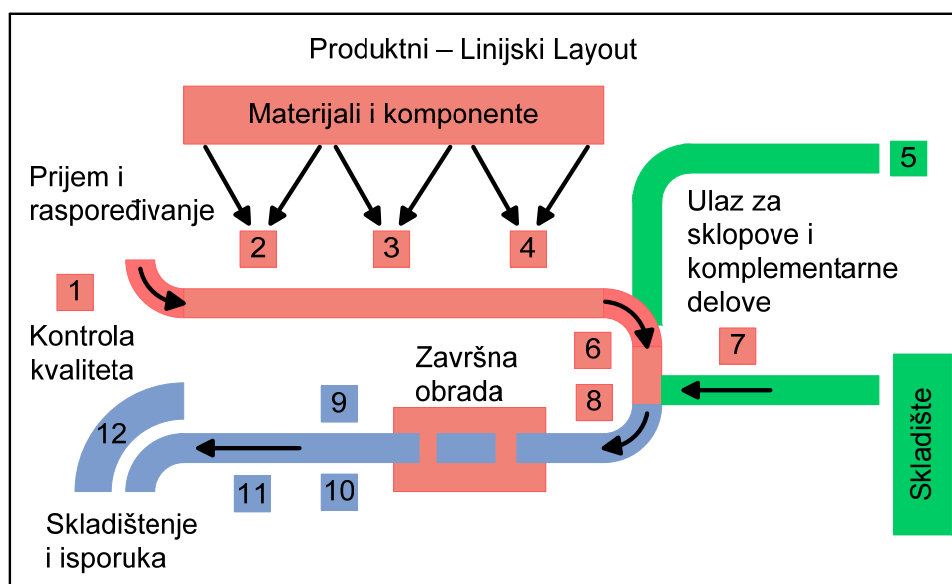 Produktni – Linijski Layout
Materijali i komponente
Prijem i
raspoređivanje
2
3
4
5
Ulaz za
sklopove i
komplementarne
delove
1
Kontrola
kvaliteta
6
7
8
Završna
obrada
9
10
11
12
Skladištenje
i isporuka
Skladište